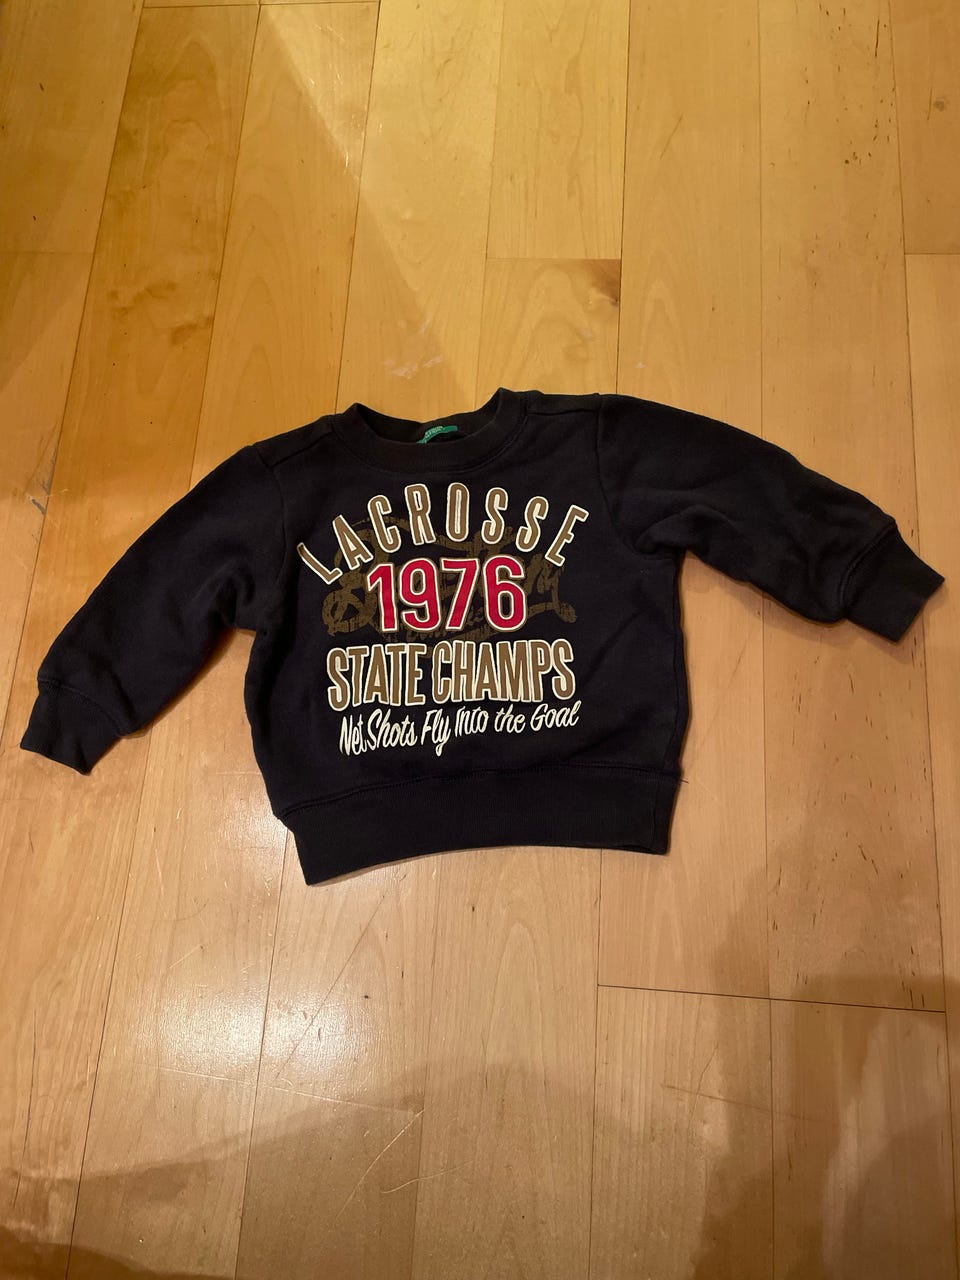 LACROSSE
1976
STATE CHAMPS
Net Shots Fly Into the Goal